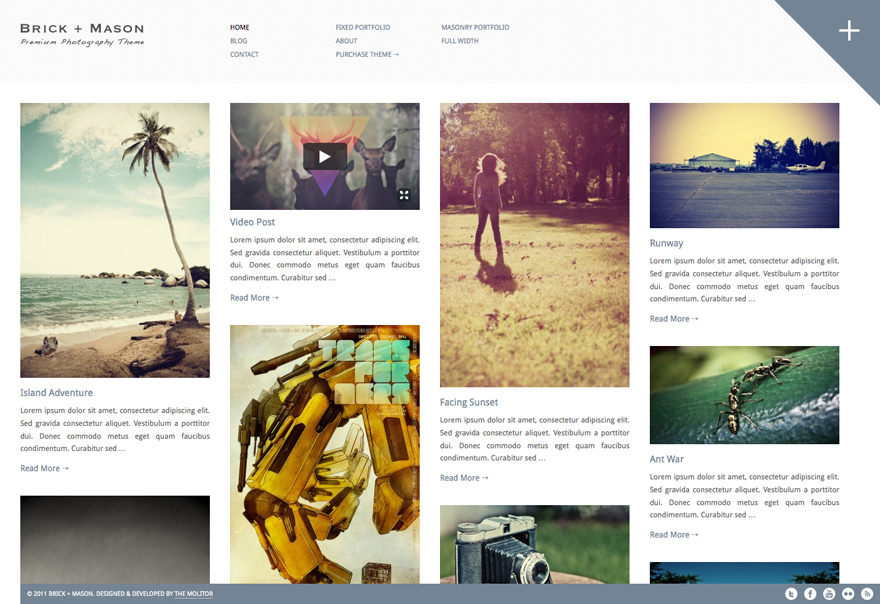 BRICK + MASON
Premium Photography Theme
HOME
BLOG
CONTACT
FIXED PORTFOLIO
ABOUT
PURCHASE THEME →
MASONRY PORTFOLIO
FULL WIDTH
+
Island Adventure
Lorem ipsum dolor sit amet, consectetur adipiscing elit.
Sed gravida consectetur aliquet. Vestibulum a porttitor
dui. Donec commodo metus eget quam faucibus
condimentum. Curabitur sed ...
Read More →
Video Post
Lorem ipsum dolor sit amet, consectetur adipiscing elit.
Sed gravida consectetur aliquet. Vestibulum a porttitor
dui. Donec commodo metus eget quam faucibus
condimentum. Curabitur sed ...
Read More →
Facing Sunset
Lorem ipsum dolor sit amet, consectetur adipiscing elit.
Sed gravida consectetur aliquet. Vestibulum a porttitor
dui. Donec commodo metus eget quam faucibus
condimentum. Curabitur sed ...
Read More →
Runway
Lorem ipsum dolor sit amet, consectetur adipiscing elit.
Sed gravida consectetur aliquet. Vestibulum a porttitor
dui. Donec commodo metus eget quam faucibus
condimentum. Curabitur sed ...
Read More →
Ant War
Lorem ipsum dolor sit amet, consectetur adipiscing elit.
Sed gravida consectetur aliquet. Vestibulum a porttitor
dui. Donec commodo metus eget quam faucibus
condimentum. Curabitur sed ...
Read More →
© 2011 BRICK + MASON. DESIGNED & DEVELOPED BY THE MOLITOR